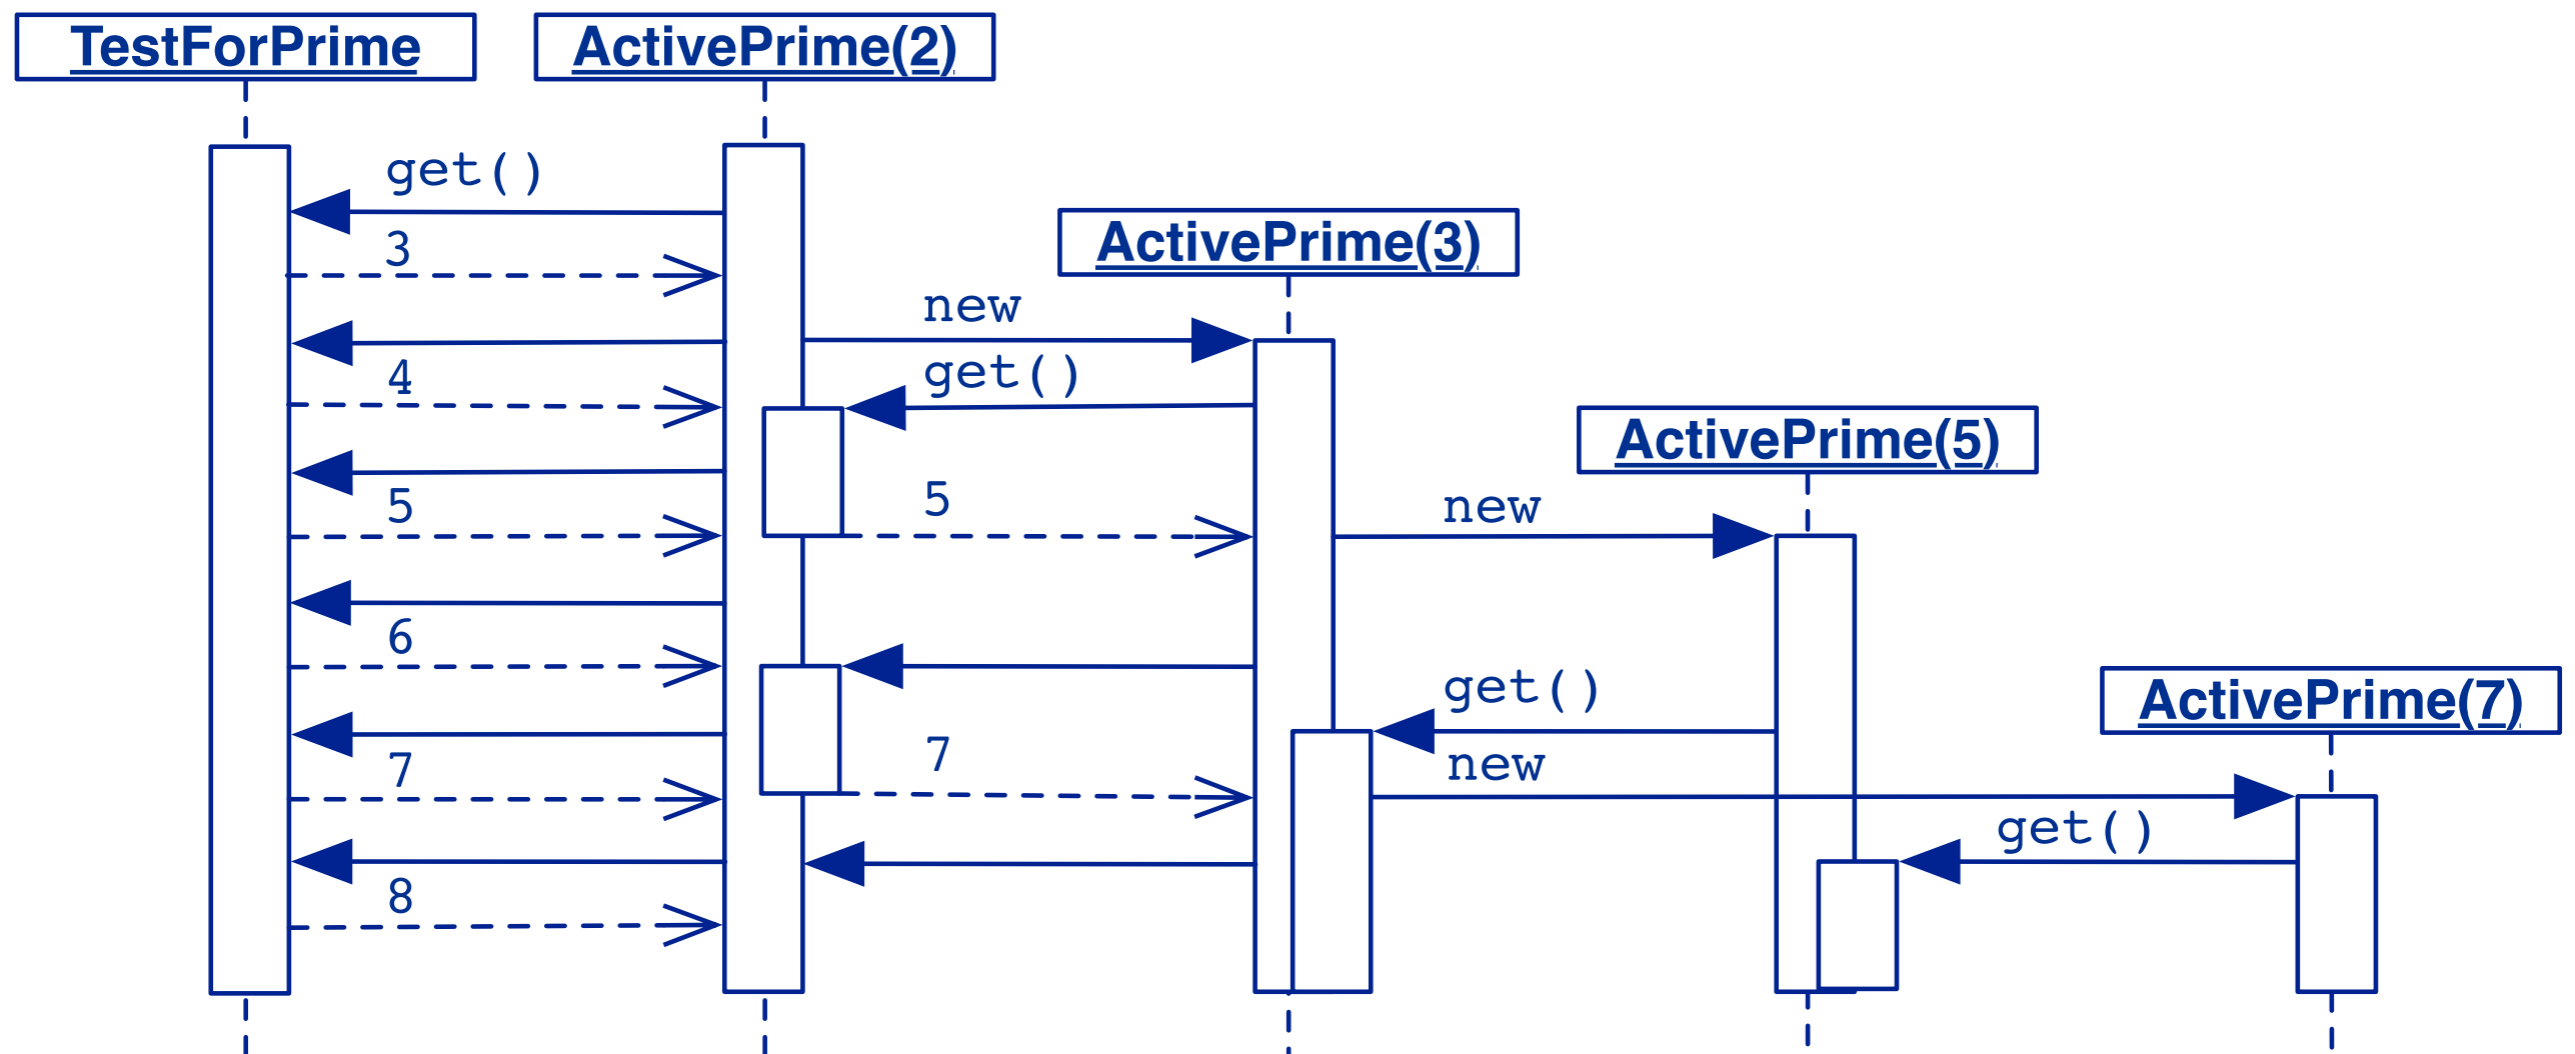 TestForPrime
ActivePrime(2)
get()
3
ActivePrime(3)
new
get()
4
ActivePrime(5)
5
5
new
6
get()
ActivePrime(7)
7
7
new
get()
8